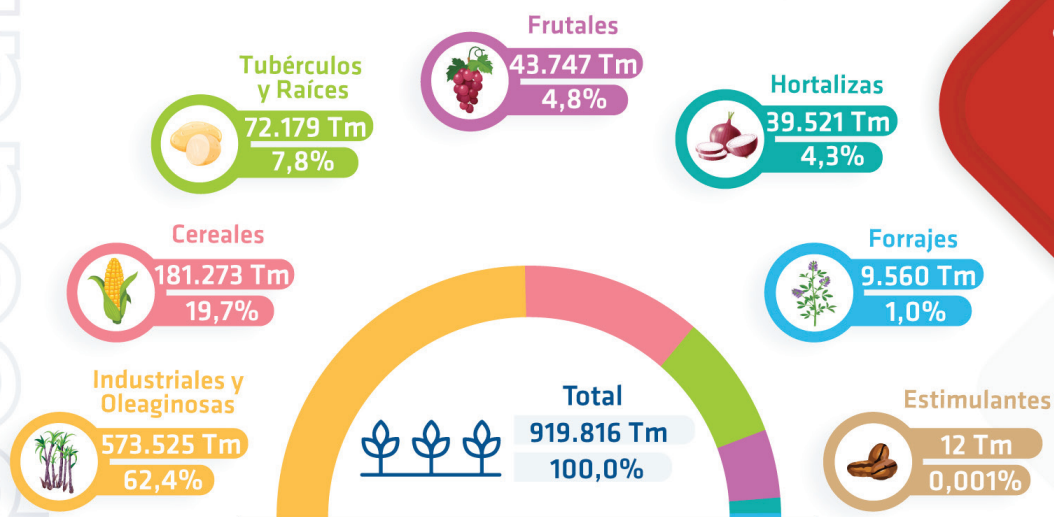 Frutales
43.747 Tm
4,8%
Tubérculos
y Raíces
72.179 Tm
7,8%
Hortalizas
39.521 Tm
4,3%
Cereales
181.273 Tm
19,7%
Forrajes
9.560 Tm
1,0%
Industriales y
Oleaginosas
573.525 Tm
62,4%
Total
919.816 Tm
100,0%
Estimulantes
12 Tm
0,001%